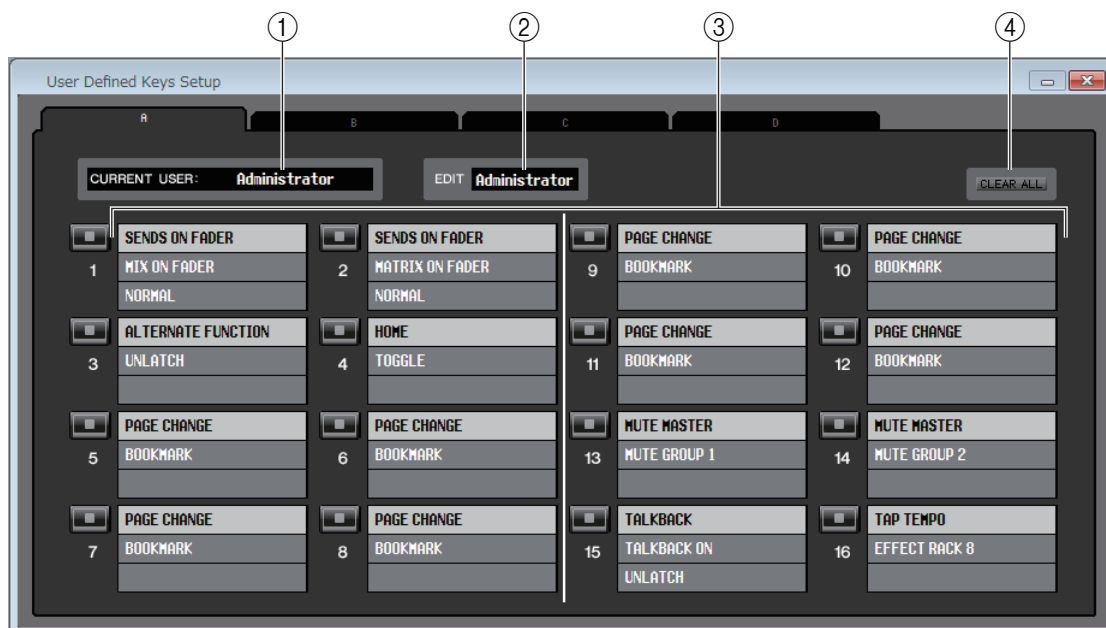 ① ② ③ ④
User Defined Keys Setup
A B C D
CURRENT USER: Administrator EDIT Administrator CLEAR ALL
1 SENDS ON FADER
MIX ON FADER
NORMAL
2 SENDS ON FADER
MATRIX ON FADER
NORMAL
3 ALTERNATE FUNCTION
UNLATCH
4 HOME
TOGGLE
5 PAGE CHANGE
BOOKMARK
6 PAGE CHANGE
BOOKMARK
7 PAGE CHANGE
BOOKMARK
8 PAGE CHANGE
BOOKMARK
9 PAGE CHANGE
BOOKMARK
10 PAGE CHANGE
BOOKMARK
11 PAGE CHANGE
BOOKMARK
12 PAGE CHANGE
BOOKMARK
13 MUTE MASTER
MUTE GROUP 1
14 MUTE MASTER
MUTE GROUP 2
15 TALKBACK
TALKBACK ON
UNLATCH
16 TAP TEMPO
EFFECT RACK 8